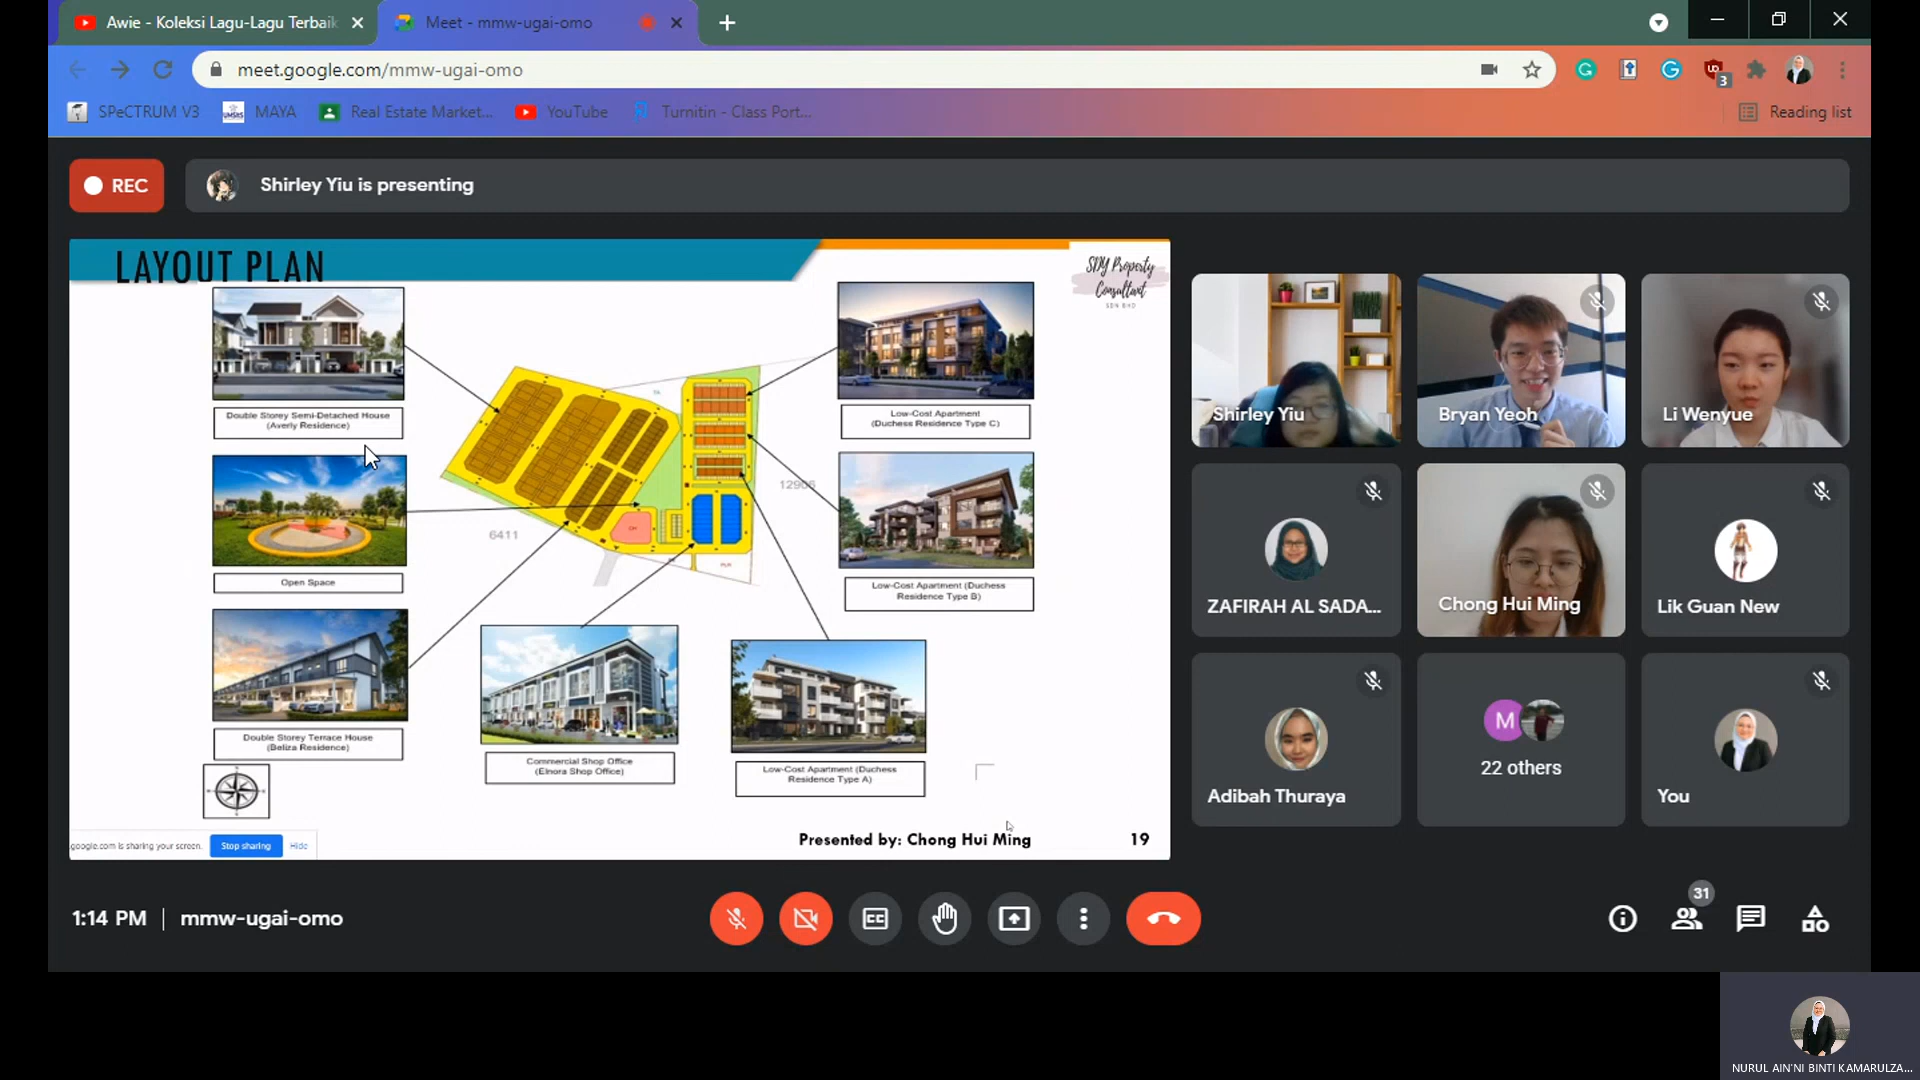 Awie - Koleksi Lagu-Lagu Terbaik
Meet - mmw-ugai-omo
meet.google.com/mmw-ugai-omo
3
SPeCTRUM V3
MAYA
Real Estate Market...
YouTube
Turnitin - Class Port...
Reading list
REC
Shirley Yiu is presenting
LAYOUT PLAN
SDY Property
Consultant
SDN BHD
Double Storey Semi-Detached House
(Averly Residence)
Low-Cost Apartment
(Duchess Residence Type C)
12906
6411
Open Space
Low-Cost Apartment (Duchess
Residence Type B)
Double Storey Terrace House
(Beliza Residence)
Commercial Shop Office
(Elnora Shop Office)
Low-Cost Apartment (Duchess
Residence Type A)
google.com is sharing your screen.
Stop sharing
Hide
Presented by: Chong Hui Ming
19
Shirley Yiu
Bryan Yeoh
Li Wenyue
ZAFIRAH AL SADA...
Chong Hui Ming
Lik Guan New
Adibah Thuraya
M
22 others
You
1:14 PM | mmw-ugai-omo
CC
31
NURUL AIN'NI BINTI KAMARULZA...